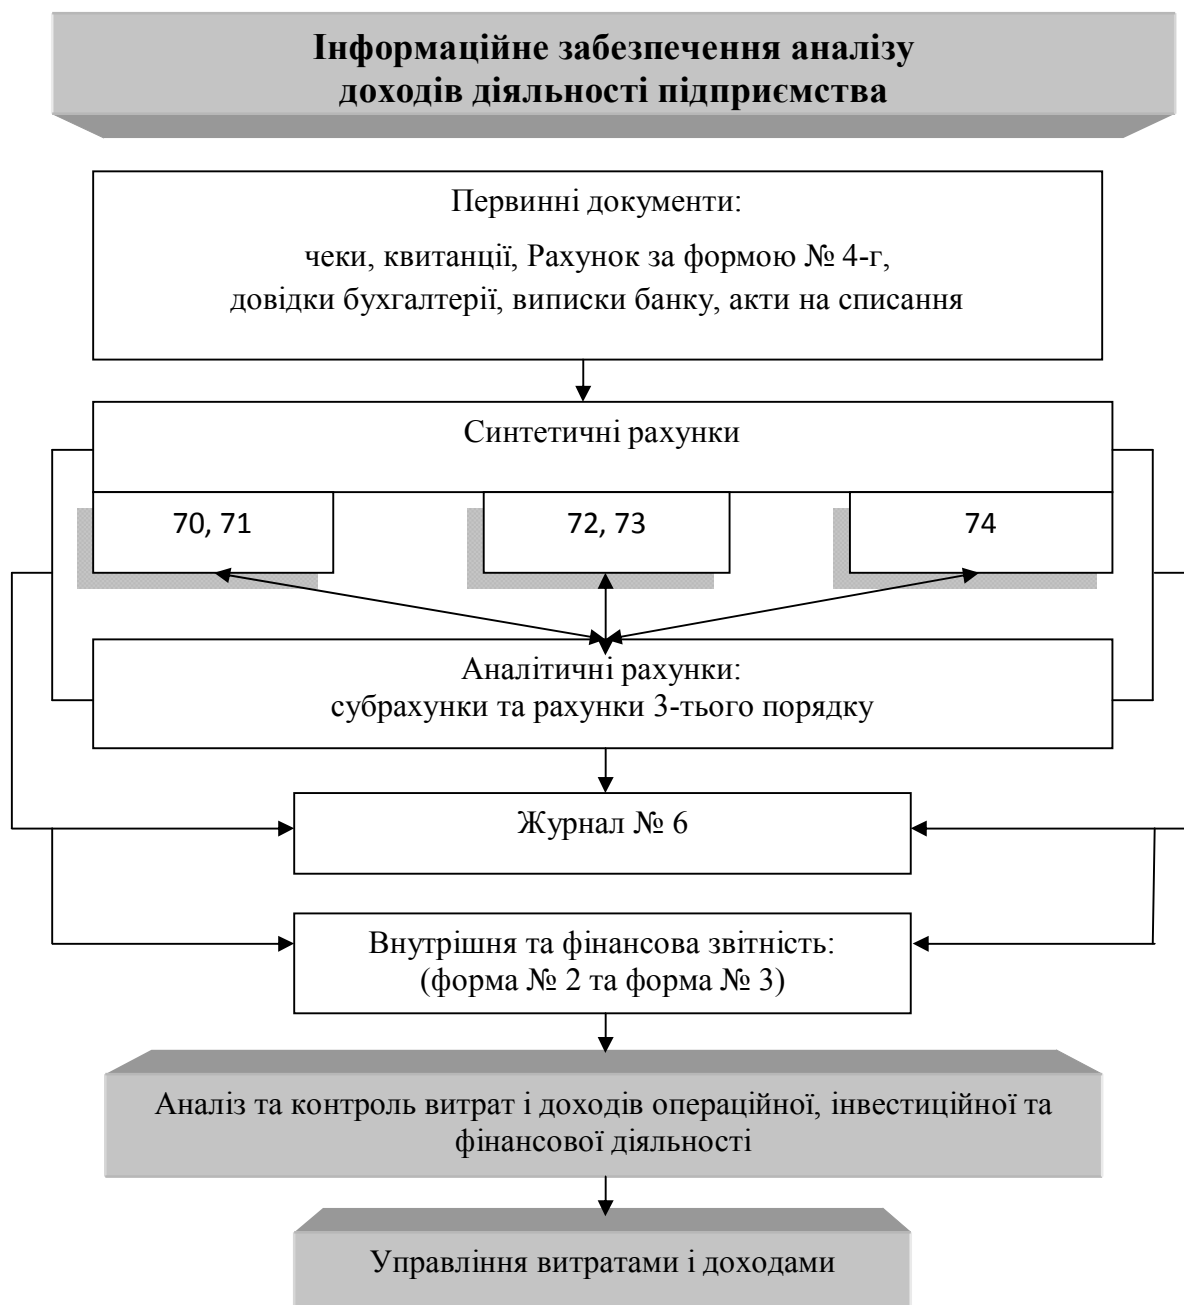 Інформаційне забезпечення аналізу
доходів діяльності підприємства
Первинні документи:
чеки, квитанції, Рахунок за формою № 4-г,
довідки бухгалтерії, виписки банку, акти на списання
Синтетичні рахунки
70, 71
72, 73
74
Аналітичні рахунки:
субрахунки та рахунки 3-тього порядку
Журнал № 6
Внутрішня та фінансова звітність:
(форма № 2 та форма № 3)
Аналіз та контроль витрат і доходів операційної, інвестиційної та
фінансової діяльності
Управління витратами і доходами